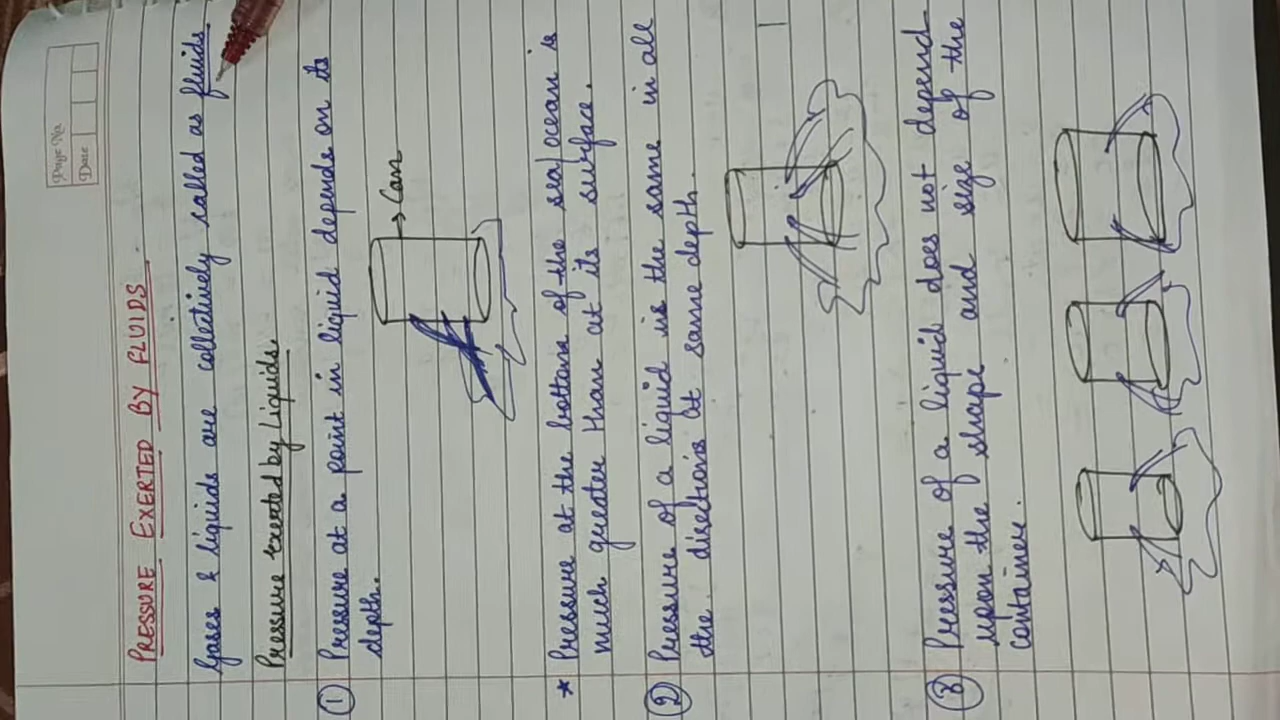 Page No.
Date
PRESSURE EXERTED BY FLUIDS.
Gases & liquids are collectively called as fluids.
Pressure exerted by Liquids.
① Pressure at a point in liquid depends on its
depth.
→ Can
* Pressure at the bottom of the sea/ocean is
much greater than at its surface.
② Pressure of a liquid is the same in all
the directions at same depth.
③ Pressure of a liquid does not depend
upon the shape and size of the
container.